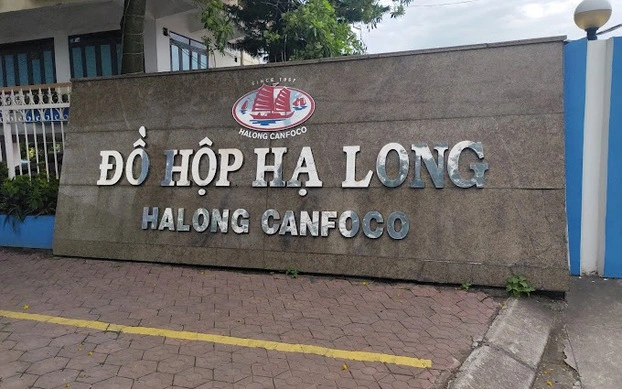 SINCE 1957
HALONG CANFOCO
ĐỒ HỘP HẠ LONG
HALONG CANFOCO